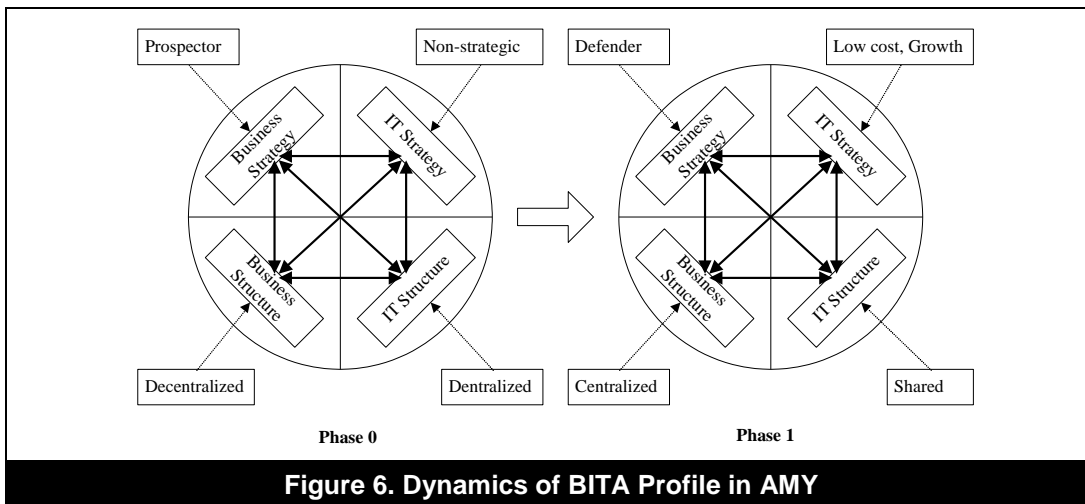 Prospector
Non-strategic
Business
Strategy
IT Strategy
Business
Structure
IT Structure
Decentralized
Dentralized
Phase 0
Defender
Low cost, Growth
Business
Strategy
IT Strategy
Business
Structure
IT Structure
Centralized
Shared
Phase 1
Figure 6. Dynamics of BITA Profile in AMY